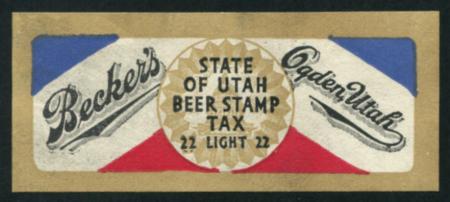 Becker's
STATE
OF UTAH
BEER STAMP
TAX
22 LIGHT 22
Ogden, Utah